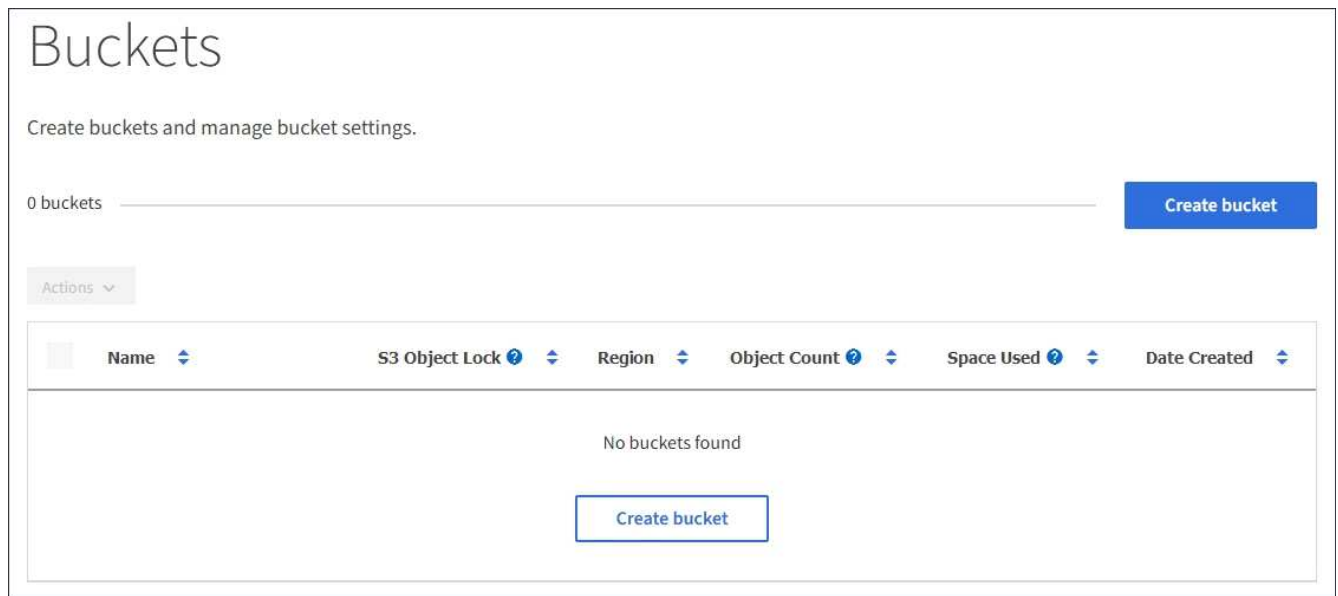 Buckets
Create buckets and manage bucket settings.
0 buckets
Create bucket
Actions
Name S3 Object Lock ? Region Object Count ? Space Used ? Date Created
No buckets found
Create bucket